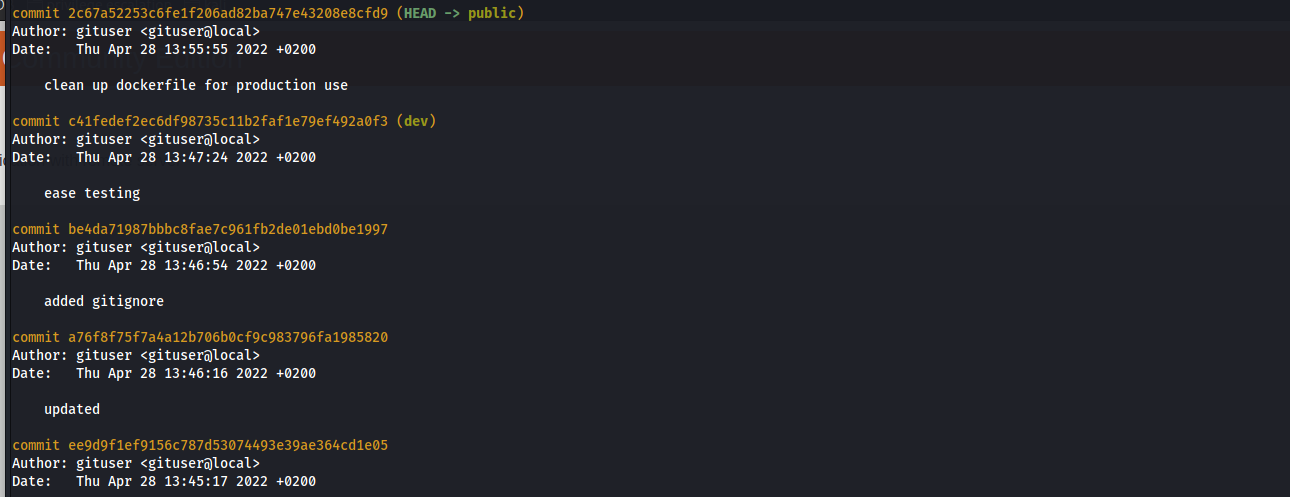 commit 2c67a52253c6fe1f206ad82ba747e43208e8cfd9 (HEAD -> public)
Author: gituser <gituser@local>
Date:   Thu Apr 28 13:55:55 2022 +0200
clean up dockerfile for production use
commit c41fedef2ec6df98735c11b2faf1e79ef492a0f3 (dev)
Author: gituser <gituser@local>
Date:   Thu Apr 28 13:47:24 2022 +0200
ease testing
commit be4da71987bbbc8fae7c961fb2de01ebd0be1997
Author: gituser <gituser@local>
Date:   Thu Apr 28 13:46:54 2022 +0200
added gitignore
commit a76f8f75f7a4a12b706b0cf9c983796fa1985820
Author: gituser <gituser@local>
Date:   Thu Apr 28 13:46:16 2022 +0200
updated
commit ee9d9f1ef9156c787d53074493e39ae364cd1e05
Author: gituser <gituser@local>
Date:   Thu Apr 28 13:45:17 2022 +0200